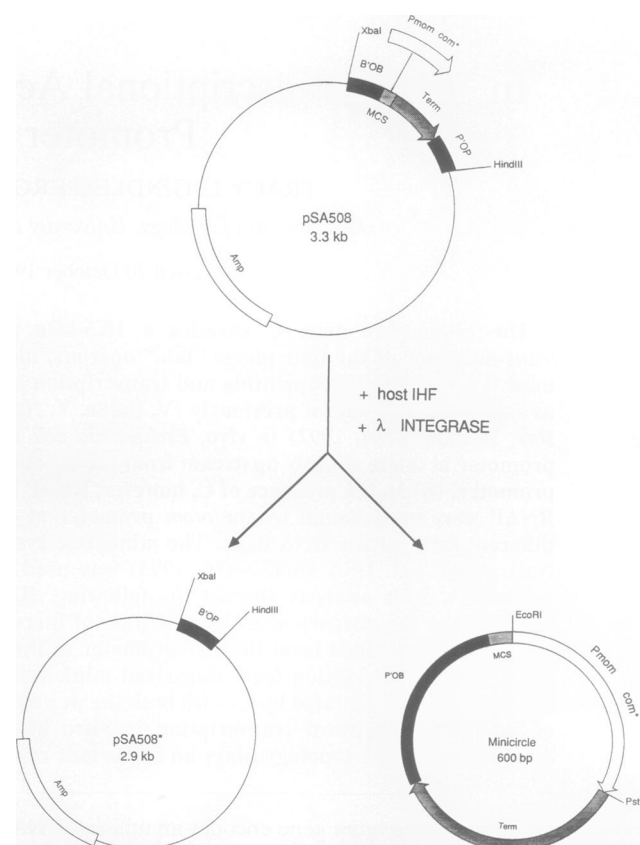 XbaI
Pmom com*
B'OB
MCS
Term
P'OP
HindIII
pSA508
3.3 kb
Amp
+ host IHF
+ λ INTEGRASE
XbaI
HindIII
B'OP
pSA508*
2.9 kb
Amp
EcoRI
MCS
P'OB
Pmom
com*
Minicircle
600 bp
Pst
Term